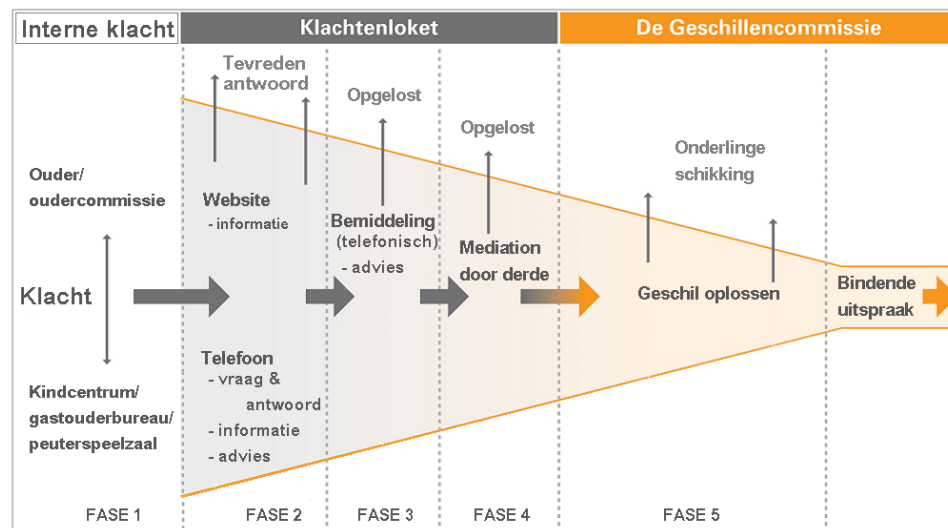 Interne klacht
Klachtenloket
De Geschillencommissie
Ouder/
oudercommissie
Klacht
Kindcentrum/
gastouderbureau/
peuterspeelzaal
Tevreden
antwoord
Website
- informatie
Telefoon
- vraag &
antwoord
- informatie
- advies
Opgelost
Bemiddeling
(telefonisch)
- advies
Opgelost
Mediation
door derde
Onderlinge
schikking
Geschil oplossen
Bindende
uitspraak
FASE 1
FASE 2
FASE 3
FASE 4
FASE 5